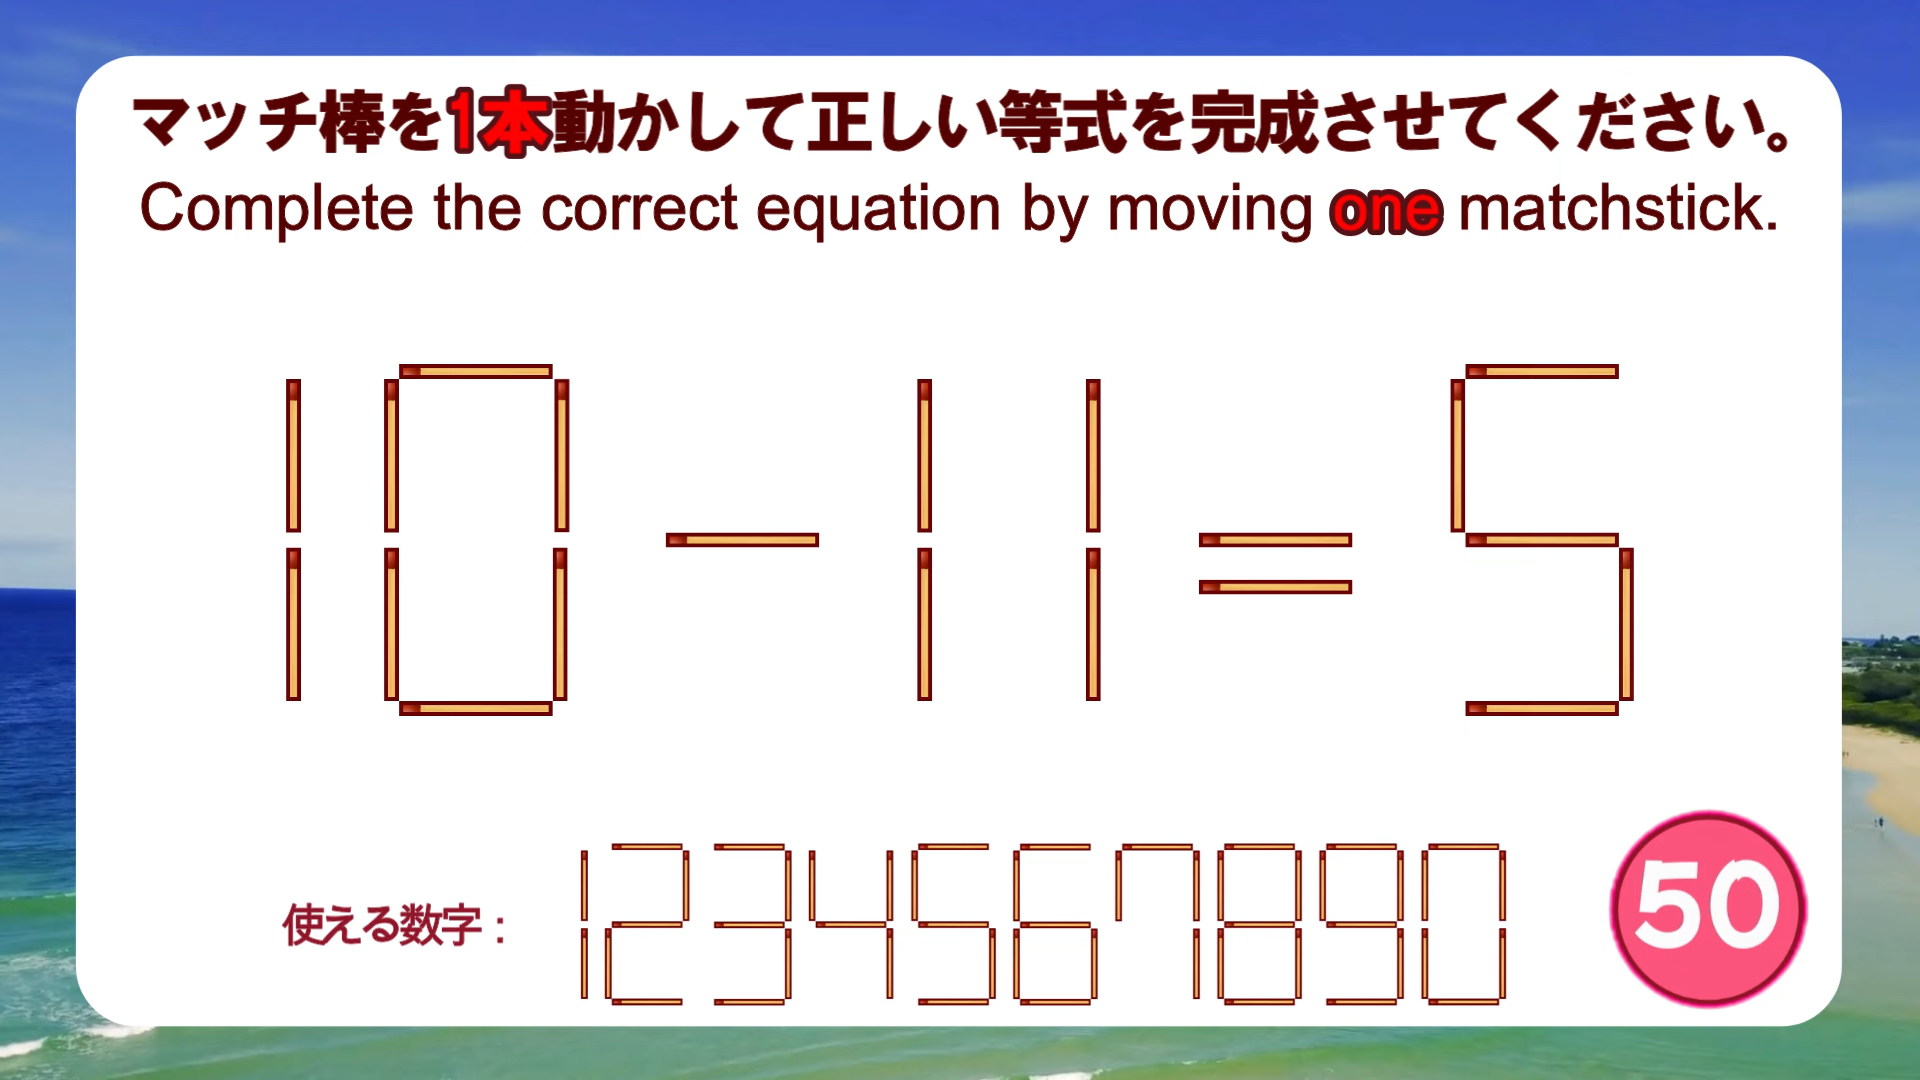 マッチ棒を1本動かして正しい等式を完成させてください。
Complete the correct equation by moving one matchstick.
10-11=5
使える数字：1234567890
50